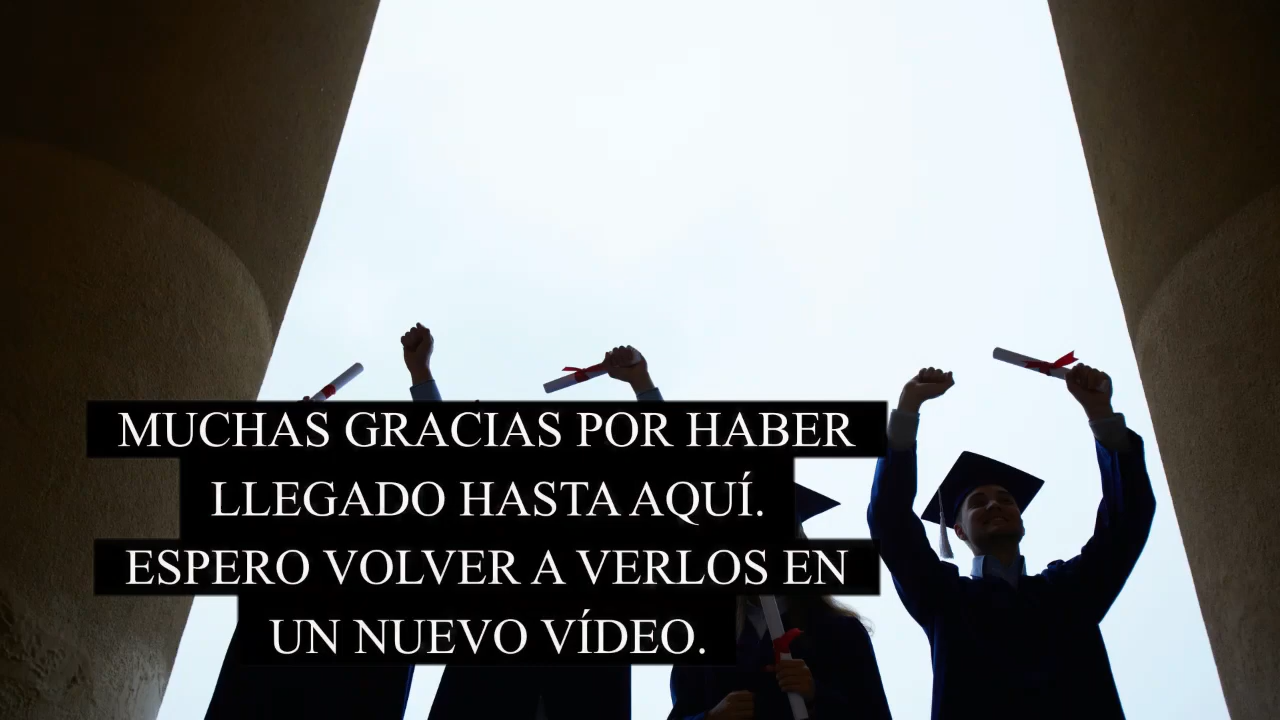 MUCHAS GRACIAS POR HABER
LLEGADO HASTA AQUÍ.
ESPERO VOLVER A VERLOS EN
UN NUEVO VÍDEO.